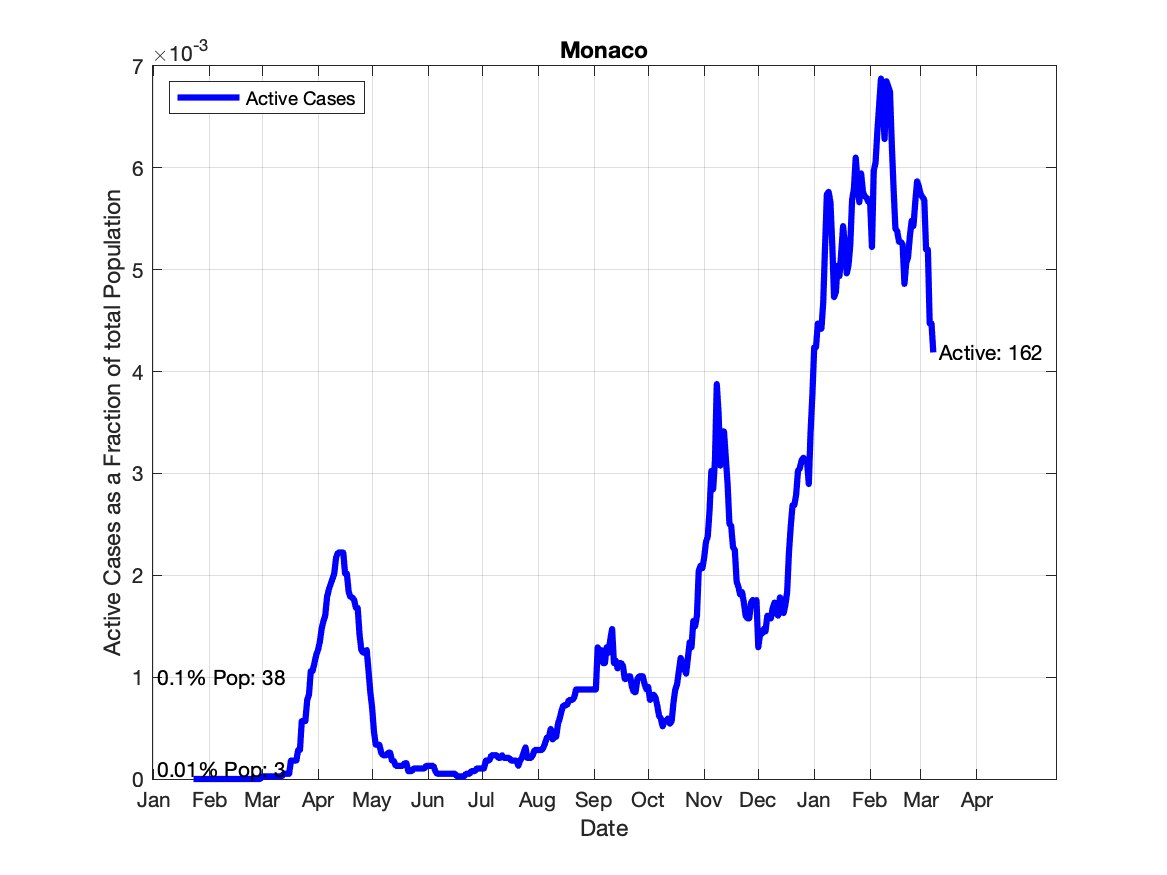 Monaco
×10-3
Active Cases
7
6
5
4
3
2
1
0
Active Cases as a Fraction of total Population
Active: 162
0.1% Pop: 38
0.01% Pop: 3
Jan Feb Mar Apr May Jun Jul Aug Sep Oct Nov Dec Jan Feb Mar Apr
Date